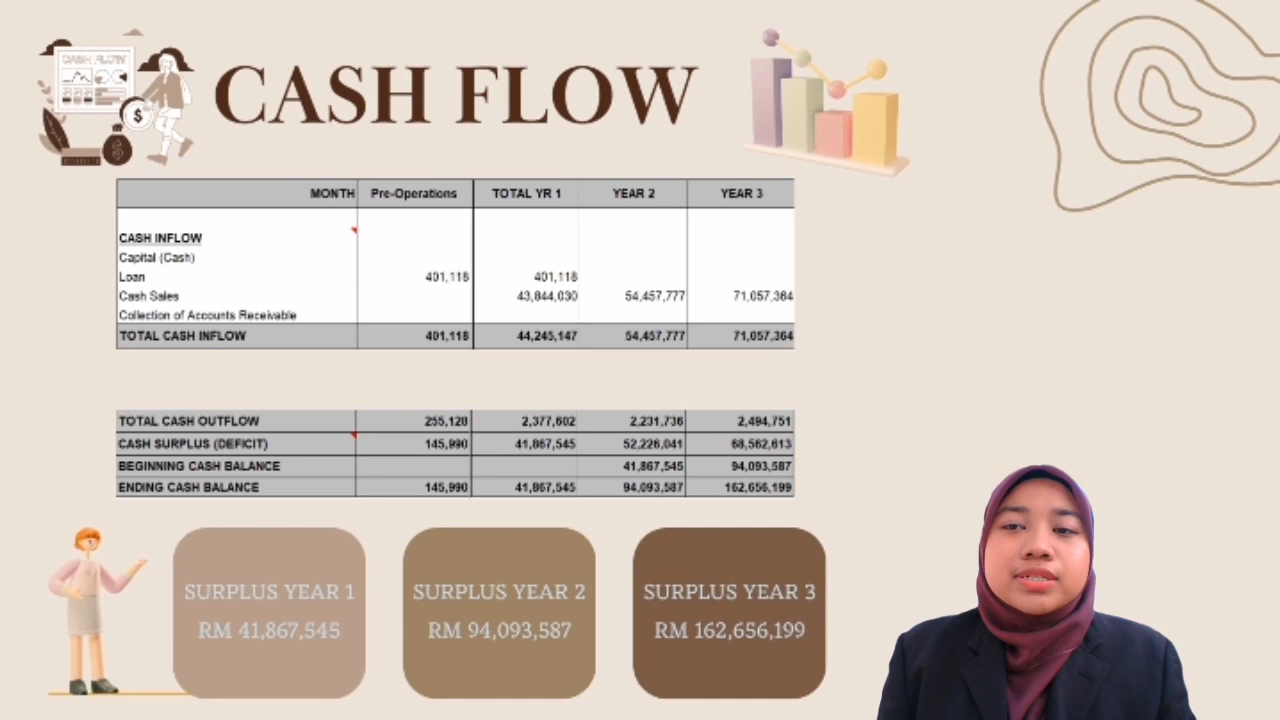 CASH FLOW
CASH FLOW
MONTH Pre-Operations TOTAL YR 1 YEAR 2 YEAR 3
CASH INFLOW
Capital (Cash)
Loan 401,118 401,118
Cash Sales 43,844,030 54,457,777 71,057,364
Collection of Accounts Receivable
TOTAL CASH INFLOW 401,118 44,245,147 54,457,777 71,057,364
TOTAL CASH OUTFLOW 255,128 2,377,602 2,231,736 2,494,751
CASH SURPLUS (DEFICIT) 145,990 41,867,545 52,226,041 68,562,613
BEGINNING CASH BALANCE 41,867,545 94,093,587
ENDING CASH BALANCE 145,990 41,867,545 94,093,587 162,656,199
SURPLUS YEAR 1
RM 41,867,545
SURPLUS YEAR 2
RM 94,093,587
SURPLUS YEAR 3
RM 162,656,199